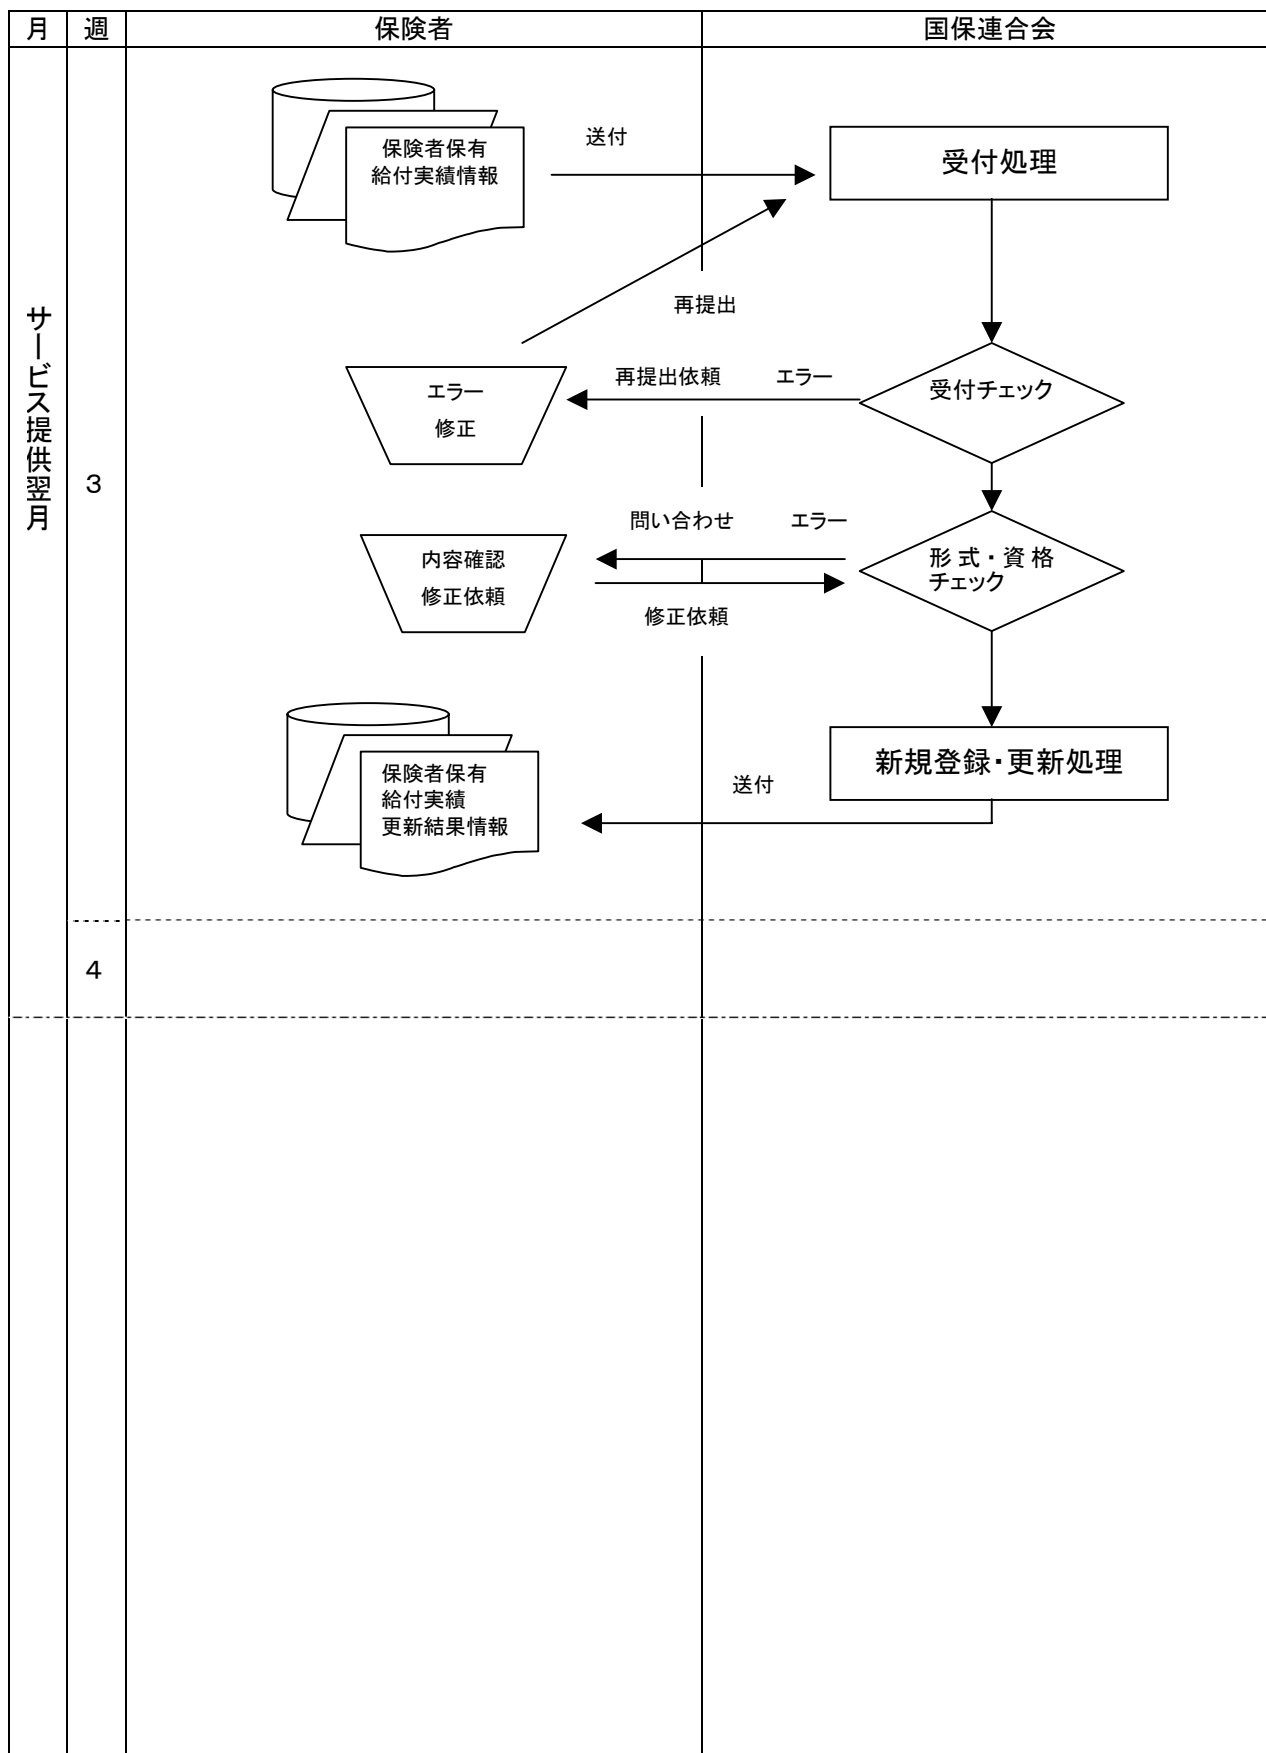 月
週
保険者
国保連合会
サービス提供翌月
3
保険者保有
給付実績情報
送付
受付処理
再提出
エラー
修正
再提出依頼
エラー
受付チェック
内容確認
修正依頼
問い合わせ
エラー
修正依頼
形式・資格
チェック
保険者保有
給付実績
更新結果情報
送付
新規登録・更新処理
4